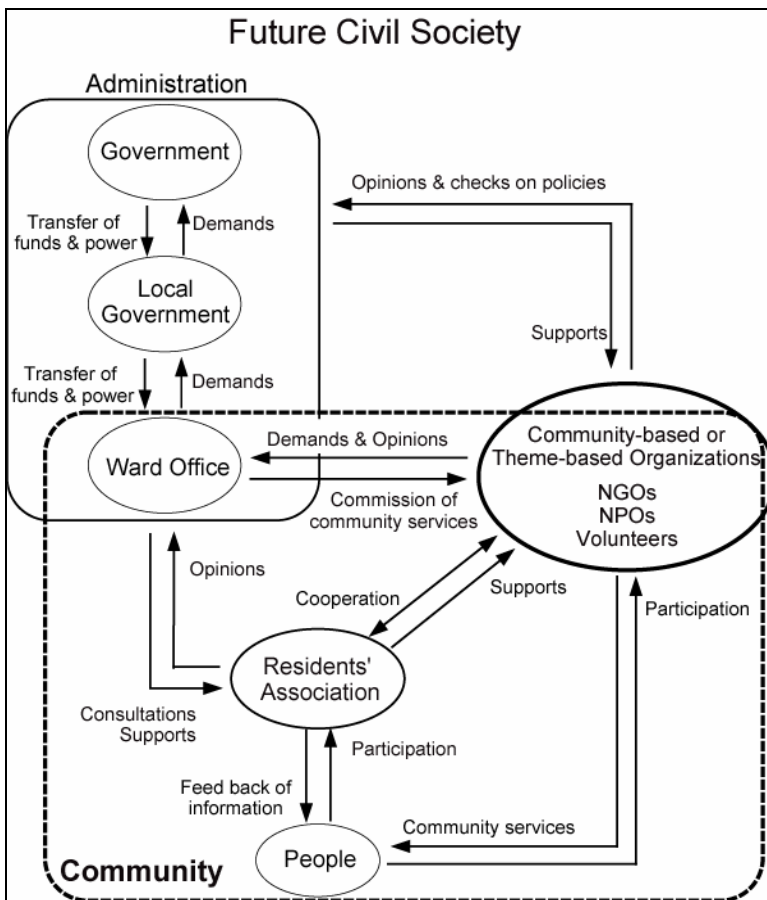 Future Civil Society
Administration
Government
Opinions & checks on policies
Transfer of
funds & power
Demands
Local
Government
Supports
Transfer of
funds & power
Demands
Ward Office
Demands & Opinions
Commission of
community services
Community-based or
Theme-based Organizations
NGOs
NPOs
Volunteers
Opinions
Cooperation
Supports
Participation
Residents'
Association
Consultations
Supports
Participation
Feed back of
information
Community services
People
Community